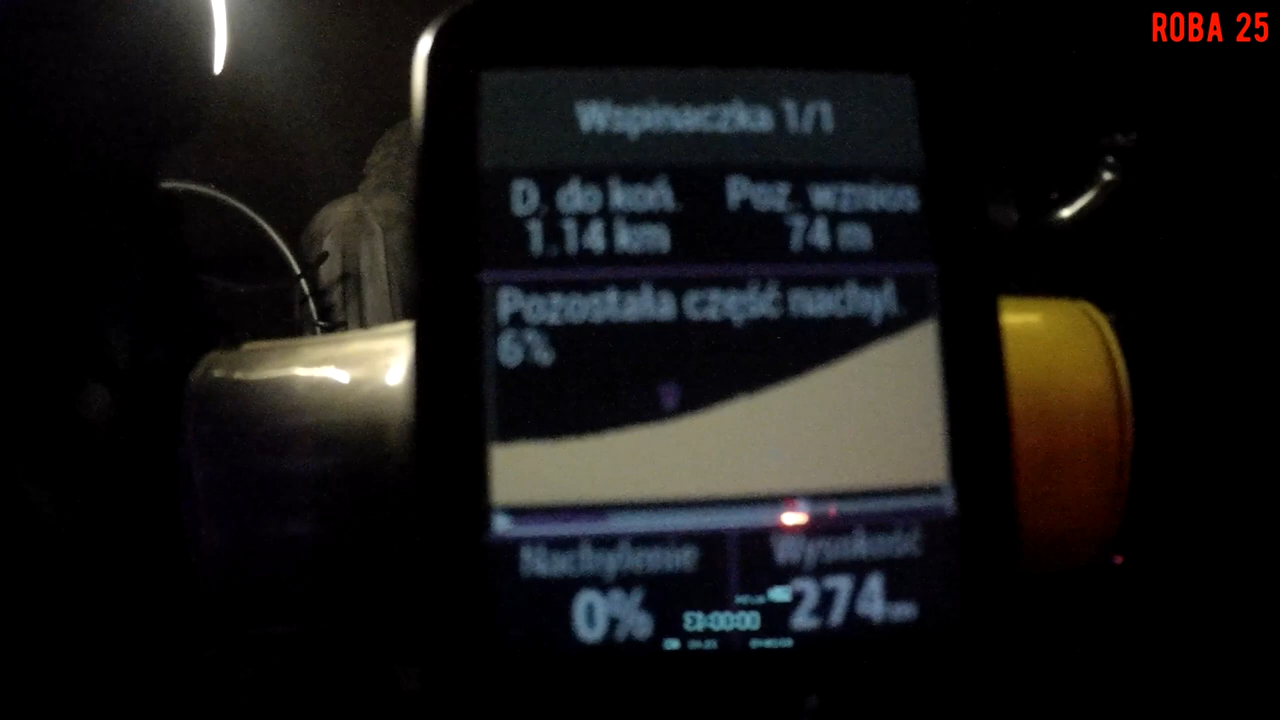 ROBA 25
Wspinaczka 1/1
D. do koń. Poz. wznios
1.14 km 74 m
Pozostała część nachyl.
6%
Nachylenie Wysokość
0% 274